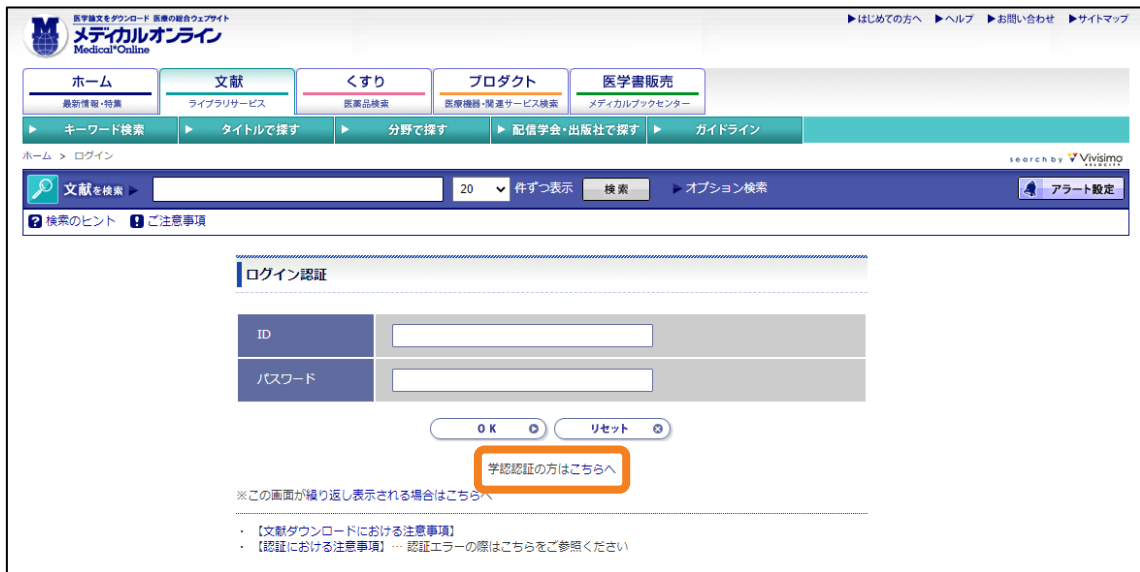 医学論文をダウンロード 医療の総合ウェブサイト
メディカルオンライン
Medical*Online
▶はじめての方へ ▶ヘルプ ▶お問い合わせ ▶サイトマップ
ホーム 文献 くすり プロダクト 医学書販売
最新情報・特集 ライブラリサービス 医薬品検索 医療機器・関連サービス検索 メディカルブックセンター
▶ キーワード検索 ▶ タイトルで探す ▶ 分野で探す ▶ 配信学会・出版社で探す ▶ ガイドライン
ホーム > ログイン
search by Vivísimo
VELOCITY
文献を検索 ▶ 20 件ずつ表示 検索 ▶オプション検索 アラート設定
? 検索のヒント ! ご注意事項
ログイン認証
ID
パスワード
OK リセット
学認認証の方はこちらへ
※この画面が繰り返し表示される場合はこちらへ
・ 【文献ダウンロードにおける注意事項】
・ 【認証における注意事項】… 認証エラーの際はこちらをご参照ください